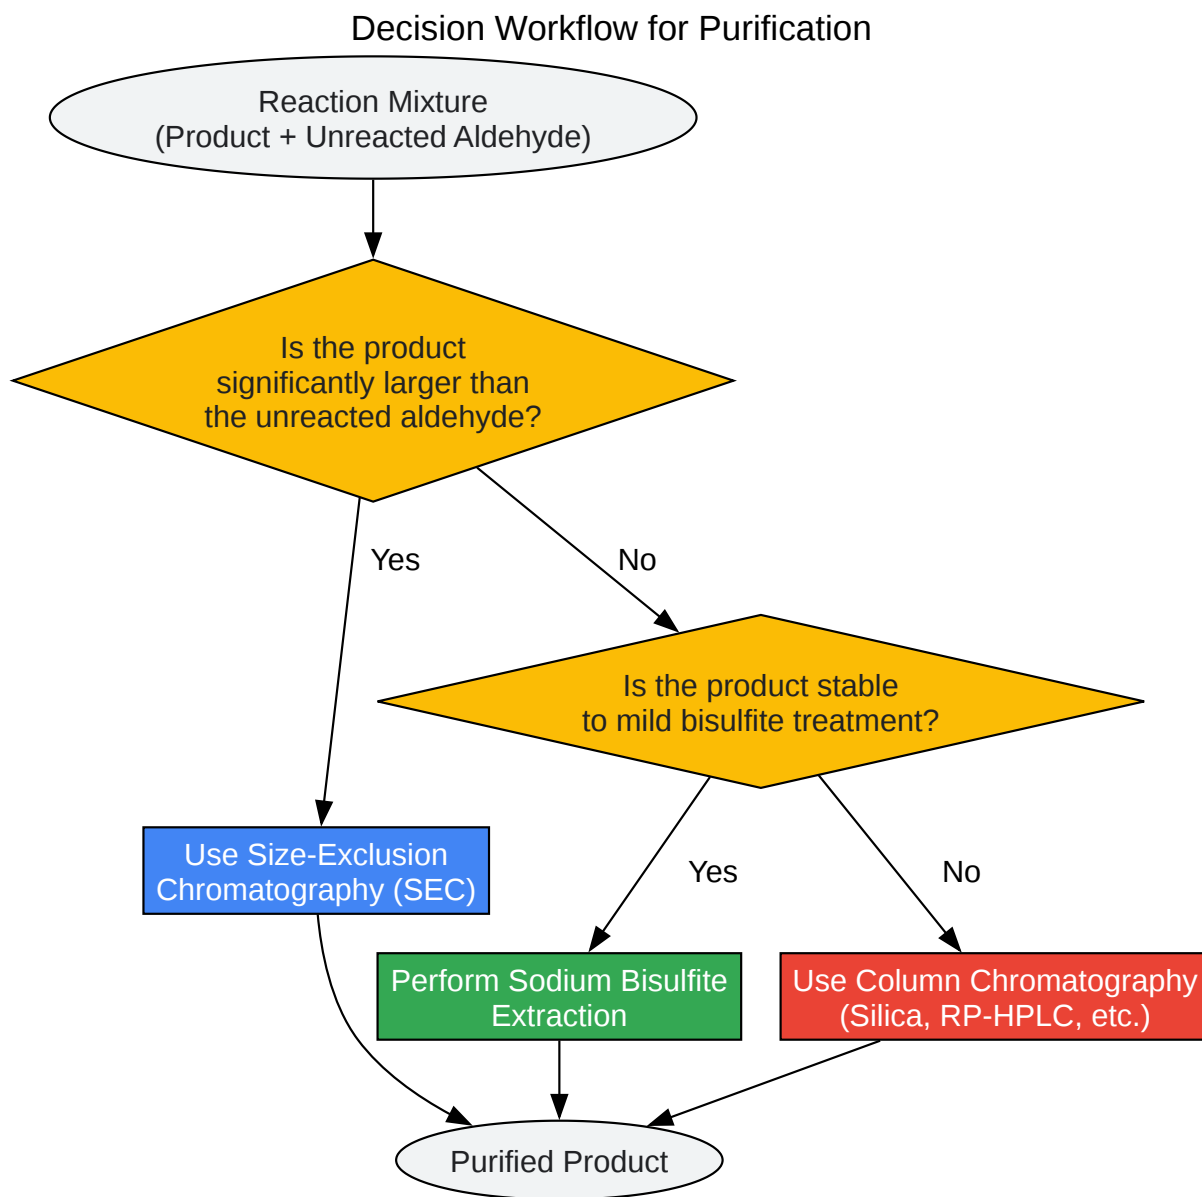 Decision Workflow for Purification
Reaction Mixture
(Product + Unreacted Aldehyde)
Is the product
significantly larger than
the unreacted aldehyde?
Yes
No
Is the product stable
to mild bisulfite treatment?
Use Size-Exclusion
Chromatography (SEC)
Yes
No
Perform Sodium Bisulfite
Extraction
Use Column Chromatography
(Silica, RP-HPLC, etc.)
Purified Product